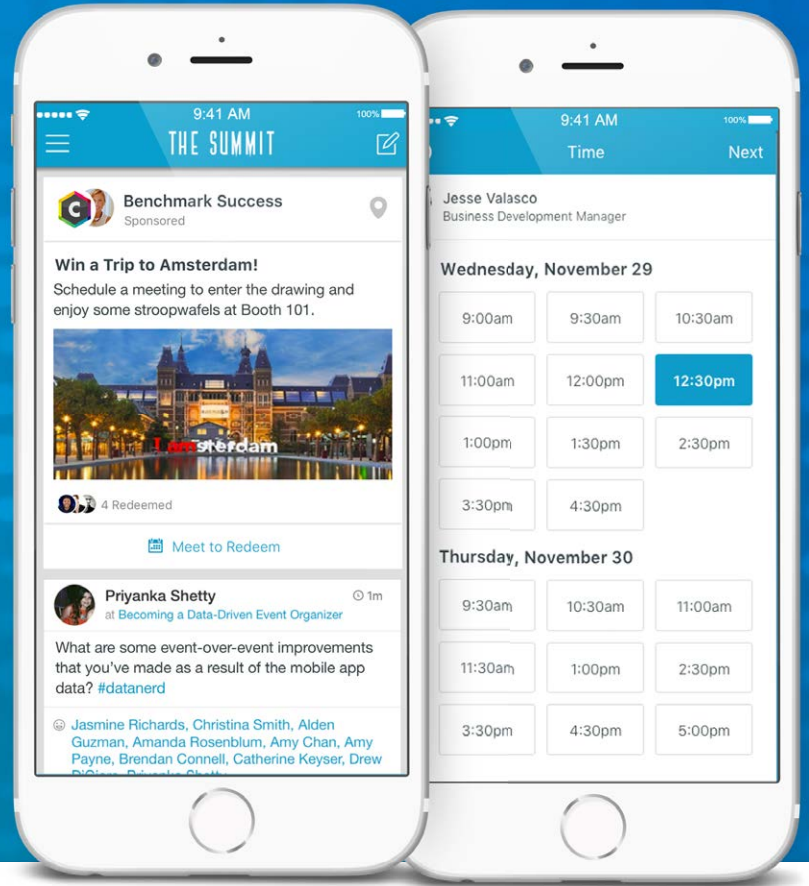 9:41 AM
100%
THE SUMMIT
C
Benchmark Success
Sponsored
Win a Trip to Amsterdam!
Schedule a meeting to enter the drawing and
enjoy some stroopwafels at Booth 101.
I amsterdam
4 Redeemed
Meet to Redeem
Priyanka Shetty
1m
at Becoming a Data-Driven Event Organizer
What are some event-over-event improvements
that you've made as a result of the mobile app
data? #datanerd
Jasmine Richards, Christina Smith, Alden
Guzman, Amanda Rosenblum, Amy Chan, Amy
Payne, Brendan Connell, Catherine Keyser, Drew
9:41 AM
100%
Time
Next
Jesse Valasco
Business Development Manager
Wednesday, November 29
9:00am
9:30am
10:30am
11:00am
12:00pm
12:30pm
1:00pm
1:30pm
2:30pm
3:30pm
4:30pm
Thursday, November 30
9:30am
10:30am
11:00am
11:30am
1:00pm
2:30pm
3:30pm
4:30pm
5:00pm